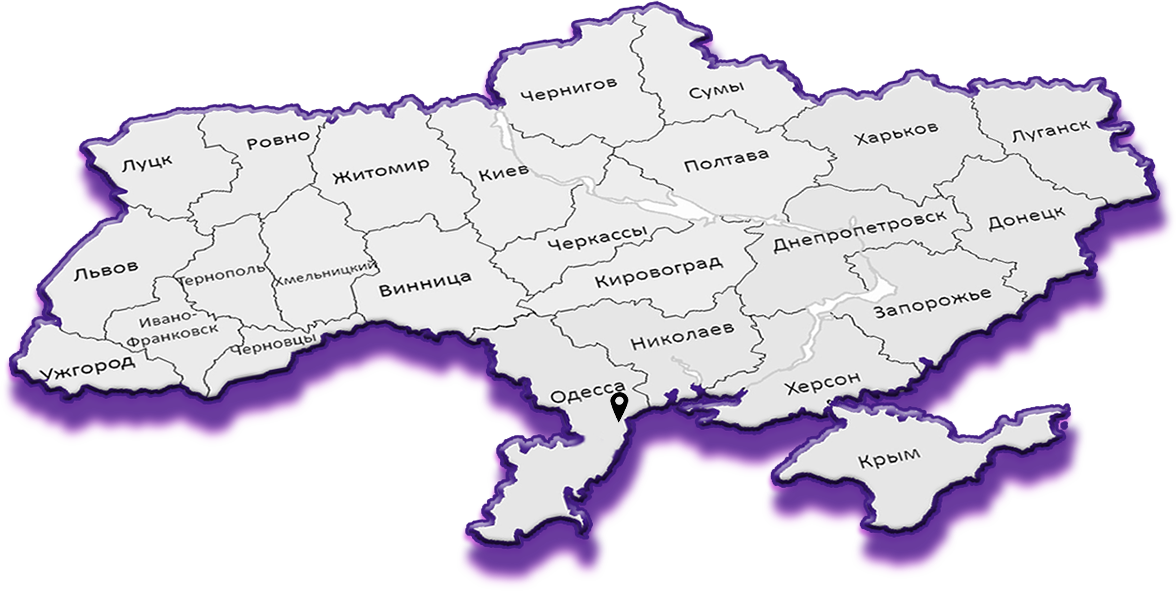 Чернигов
Сумы
Луцк
Ровно
Житомир
Киев
Полтава
Харьков
Луганск
Львов
Тернополь
Хмельницкий
Винница
Черкассы
Кировоград
Днепропетровск
Донецк
Ивано-
Франковск
Черновцы
Ужгород
Николаев
Запорожье
Одесса
Херсон
Крым